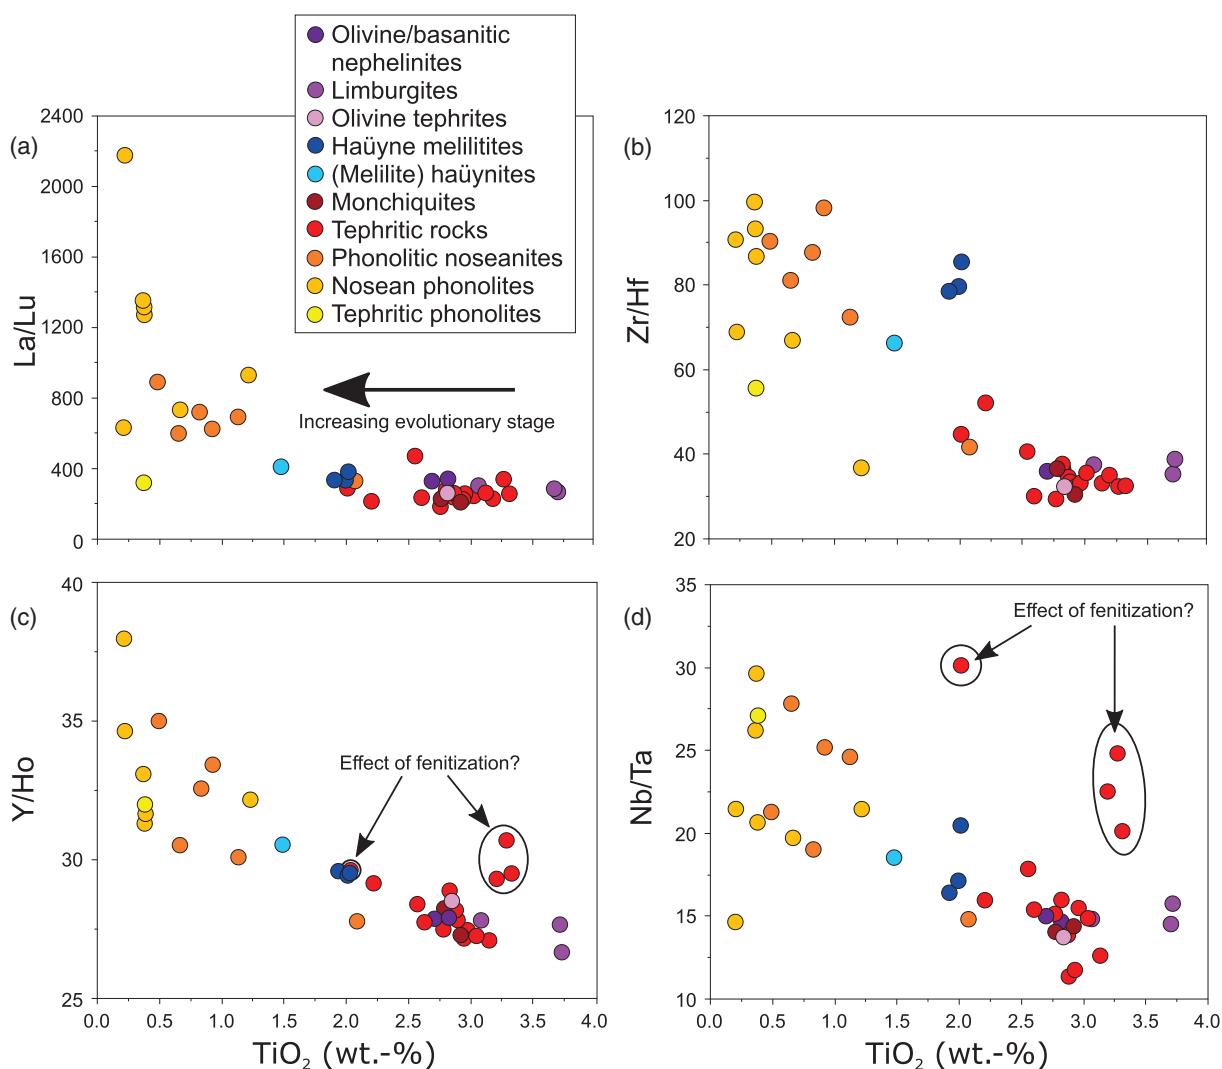 Olivine/basanitic
nephelinites
Limburgites
Olivine tephrites
Haüyne melilitites
(Melilite) haüynites
Monchiquites
Tephritic rocks
Phonolitic noseanites
Nosean phonolites
Tephritic phonolites
(a)
2400
2000
1600
1200
800
400
0
La/Lu
Increasing evolutionary stage
(b)
120
100
80
60
40
20
Zr/Hf
(c)
40
35
30
25
Y/Ho
Effect of fenitization?
0.0 0.5 1.0 1.5 2.0 2.5 3.0 3.5 4.0
TiO₂ (wt.-%)
(d)
35
30
25
20
15
10
Nb/Ta
Effect of fenitization?
0.0 0.5 1.0 1.5 2.0 2.5 3.0 3.5 4.0
TiO₂ (wt.-%)